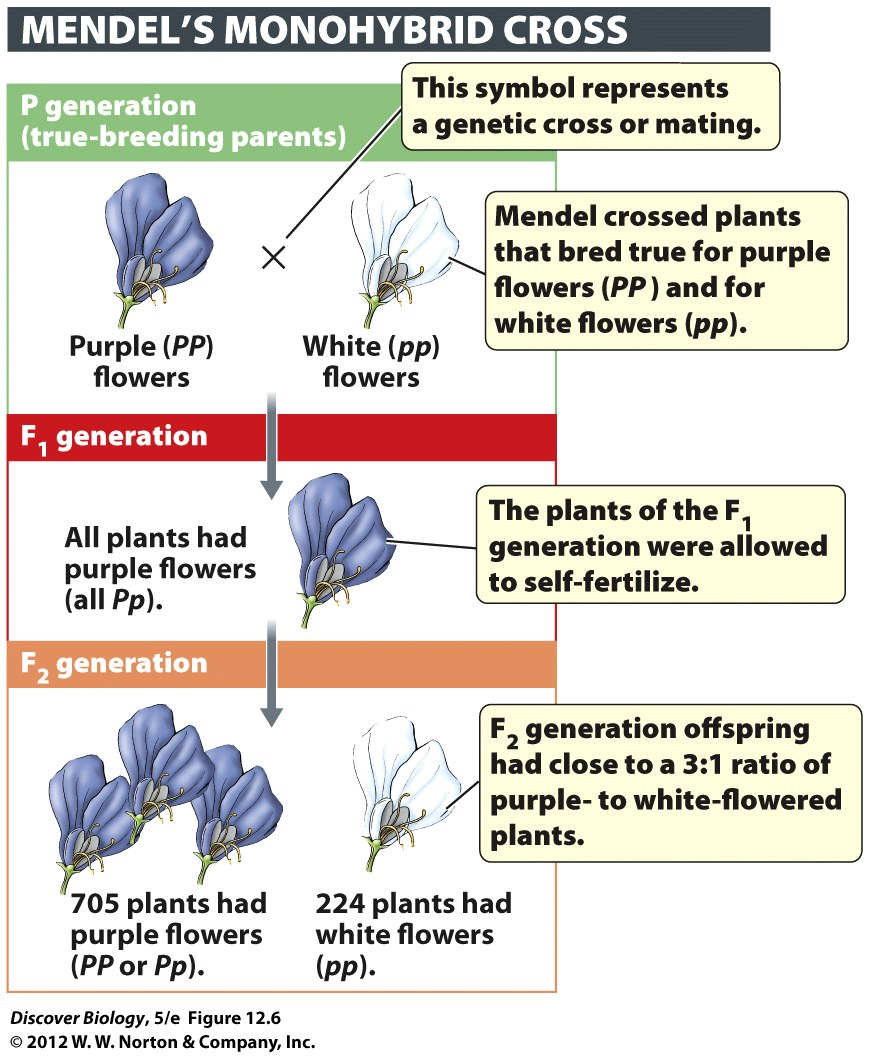 MENDEL'S MONOHYBRID CROSS
P generation
(true-breeding parents)
This symbol represents
a genetic cross or mating.
×
Mendel crossed plants
that bred true for purple
flowers (PP ) and for
white flowers (pp).
Purple (PP)
flowers
White (pp)
flowers
F1 generation
All plants had
purple flowers
(all Pp).
The plants of the F1
generation were allowed
to self-fertilize.
F2 generation
F2 generation offspring
had close to a 3:1 ratio of
purple- to white-flowered
plants.
705 plants had
purple flowers
(PP or Pp).
224 plants had
white flowers
(pp).
Discover Biology, 5/e Figure 12.6
© 2012 W. W. Norton & Company, Inc.